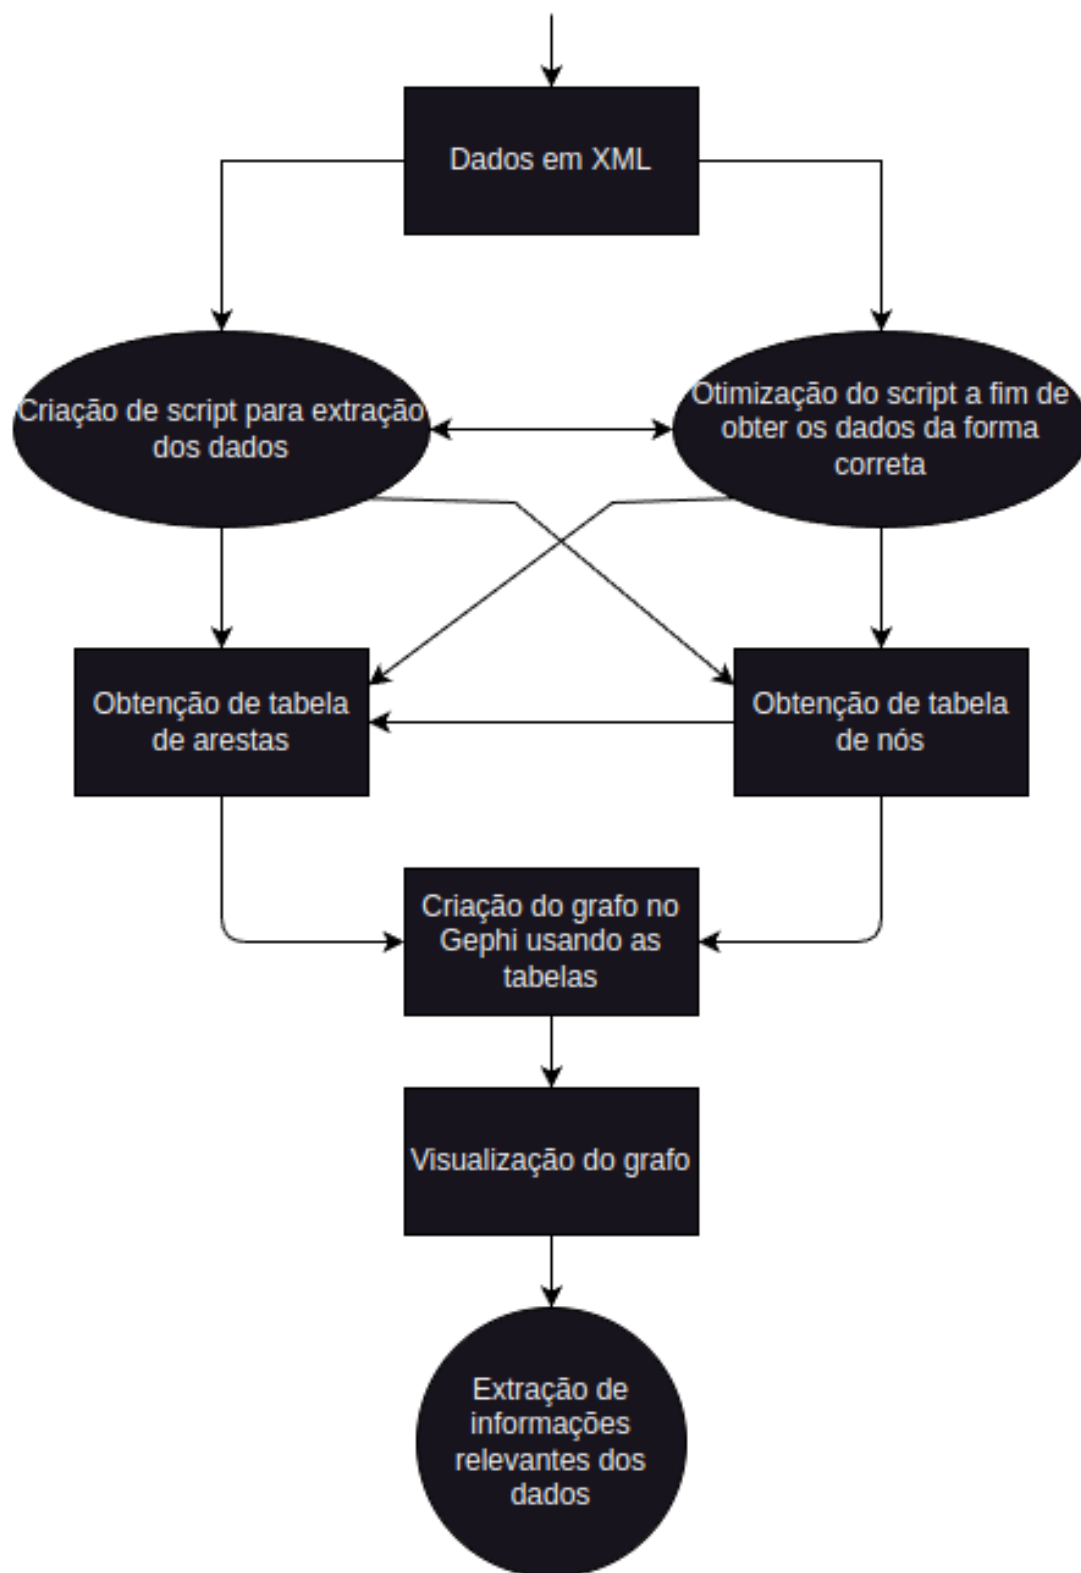 Dados em XML
Criação de script para extração
dos dados
Otimização do script a fim de
obter os dados da forma
correta
Obtenção de tabela
de arestas
Obtenção de tabela
de nós
Criação do grafo no
Gephi usando as
tabelas
Visualização do grafo
Extração de
informações
relevantes dos
dados